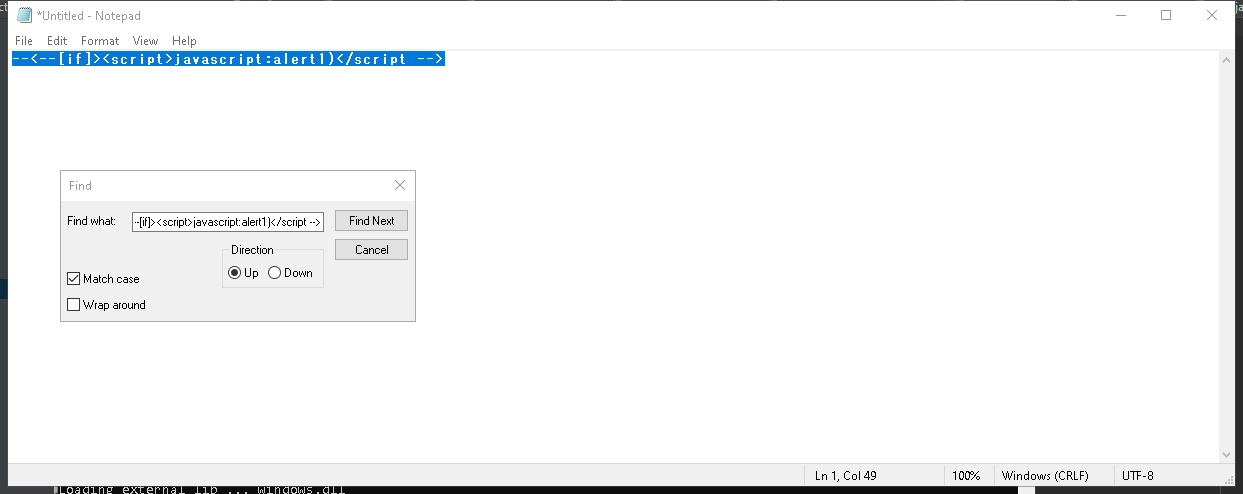 *Untitled - Notepad
File Edit Format View Help
--<--[if]><script>javascript:alert1)</script -->
Find
Find what: --[if]><script>javascript:alert1)</script --> Find Next
Direction Cancel
Up Down
Match case
Wrap around
Ln 1, Col 49 100% Windows (CRLF) UTF-8
Loading external lib ... windows.dll